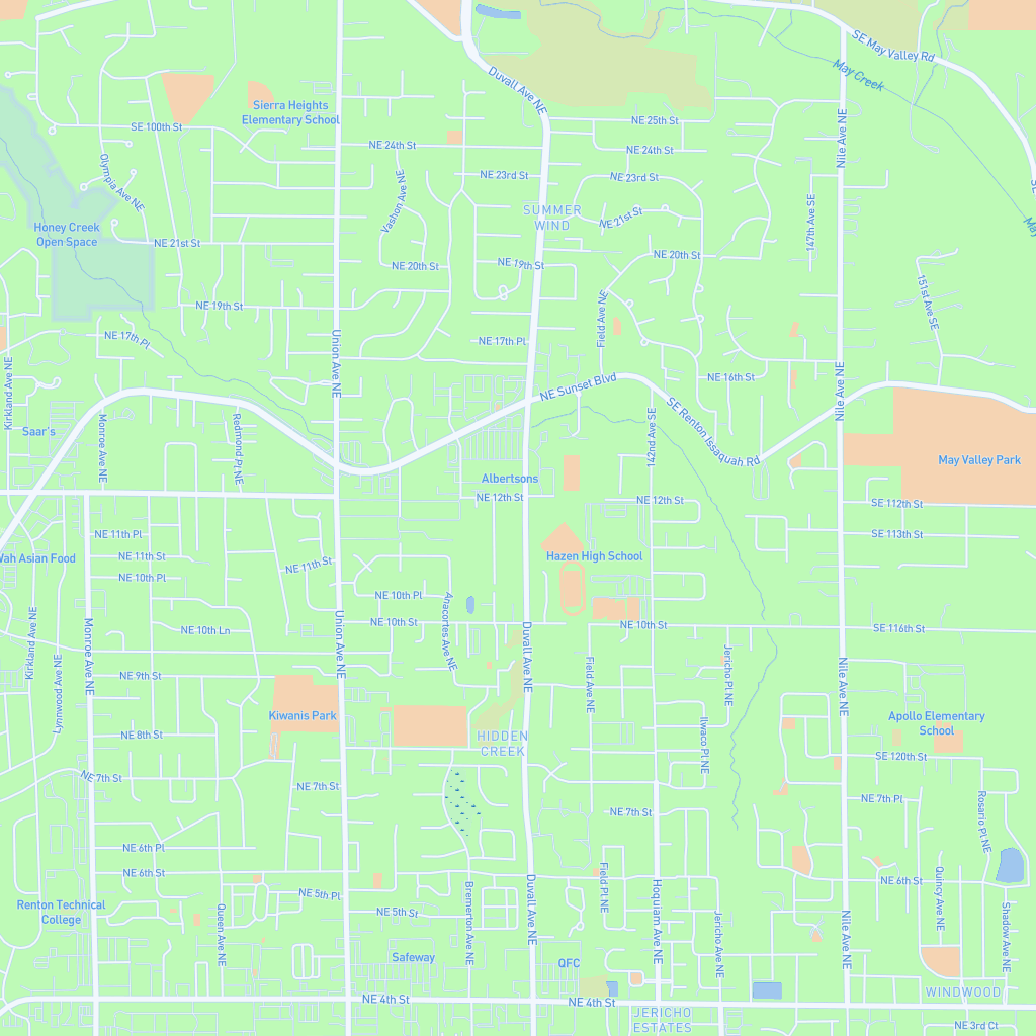 SE May Valley Rd
May Creek
Duvall Ave NE
Sierra Heights
Elementary School
NE 25th St
SE 100th St
Nile Ave NE
NE 24th St
NE 24th St
Olympia Ave NE
NE 23rd St
NE 23rd St
Vashon Ave NE
147th Ave SE
SUMMER
WIND
NE 21st St
Honey Creek
Open Space
NE 21st St
NE 20th St
NE 20th St
NE 19th St
151st Ave SE
NE 19th St
Field Ave NE
NE 17th Pl
NE 17th Pl
Union Ave NE
Kirkland Ave NE
NE 16th St
NE Sunset Blvd
Nile Ave NE
SE Renton Issaquah Rd
142nd Ave SE
Saar's
Monroe Ave NE
Redmond Pl NE
May Valley Park
Albertsons
NE 12th St
NE 12th St
SE 112th St
NE 11th Pl
SE 113th St
NE 11th St
Wah Asian Food
Hazen High School
NE 11th St
NE 10th Pl
NE 10th Pl
Anacortes Ave NE
NE 10th St
NE 10th St
SE 116th St
NE 10th Ln
Kirkland Ave NE
Lynnwood Ave NE
Monroe Ave NE
Union Ave NE
Duvall Ave NE
Field Ave NE
Jericho Pl NE
Nile Ave NE
NE 9th St
Kiwanis Park
Apollo Elementary
School
Ilwaco Pl NE
NE 8th St
HIDDEN
CREEK
SE 120th St
NE 7th St
NE 7th St
NE 7th Pl
NE 7th St
Rosario Pl NE
NE 6th Pl
NE 6th St
NE 6th St
NE 5th Pl
Field Pl NE
Hoquiam Ave NE
Quincy Ave NE
Renton Technical
College
Queen Ave NE
NE 5th St
Bremerton Ave NE
Duvall Ave NE
Jericho Ave NE
Nile Ave NE
Shadow Ave NE
Safeway
QFC
NE 4th St
NE 4th St
WINDWOOD
JERICHO
ESTATES
NE 3rd Ct